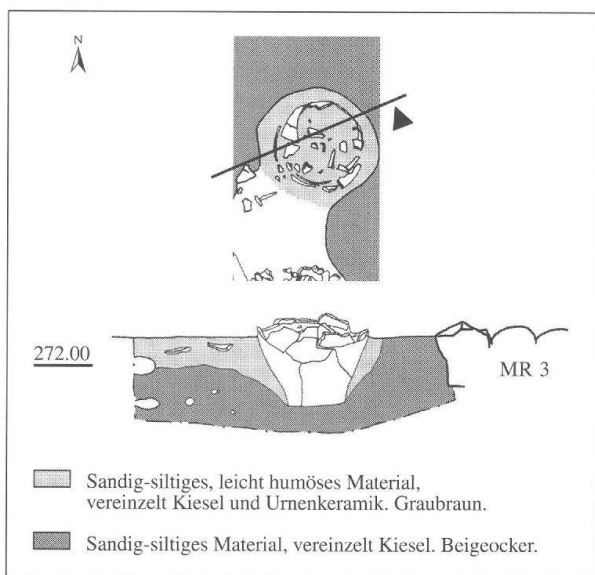 N
272.00
MR 3
Sandig-siltiges, leicht humöses Material,
vereinzelt Kiesel und Urnenkeramik. Graubraun.
Sandig-siltiges Material, vereinzelt Kiesel. Beigeocker.